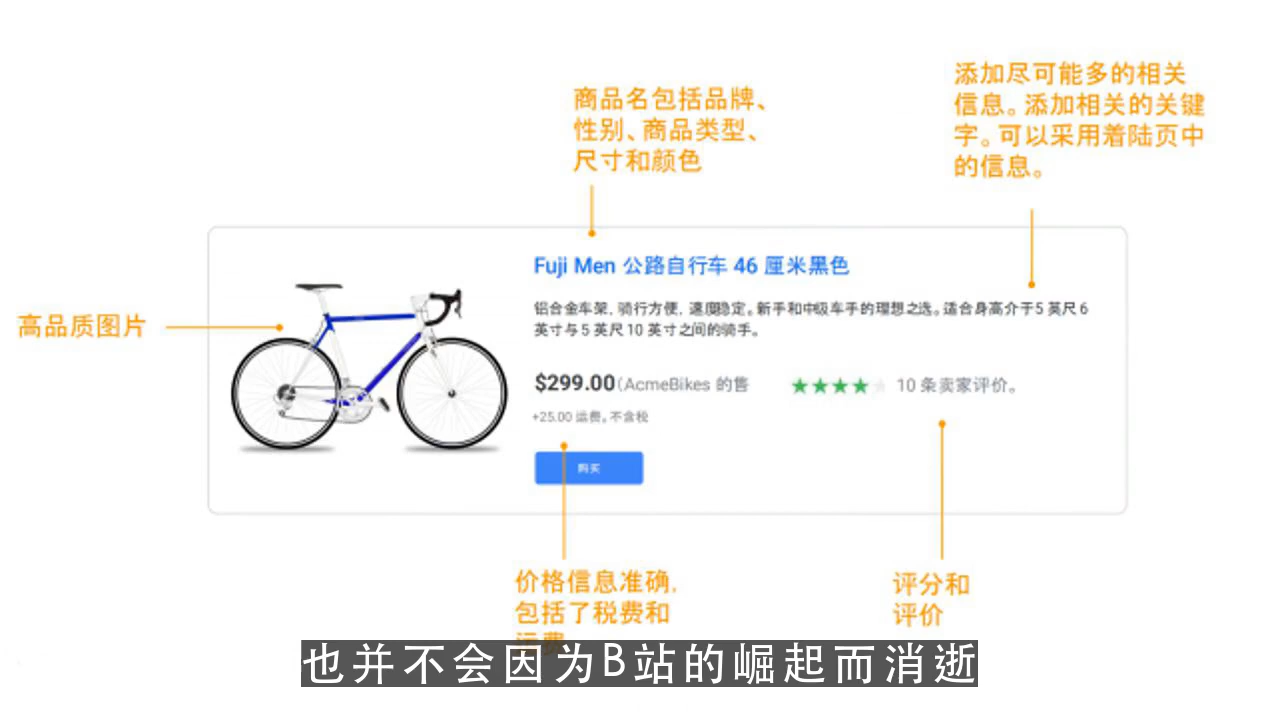 添加尽可能多的相关
信息。添加相关的关键
字。可以采用着陆页中
的信息。
商品名包括品牌、
性别、商品类型、
尺寸和颜色
Fuji Men 公路自行车 46 厘米黑色
铝合金车架，骑行方便，速度稳定。新手和中级车手的理想之选。适合身高介于5 英尺 6
英寸与 5 英尺 10 英寸之间的骑手。
高品质图片
$299.00(AcmeBikes 的售
10 条卖家评价。
+25.00 运费。不含税
购买
价格信息准确,
包括了税费和
运费
评分和
评价
也并不会因为B站的崛起而消逝